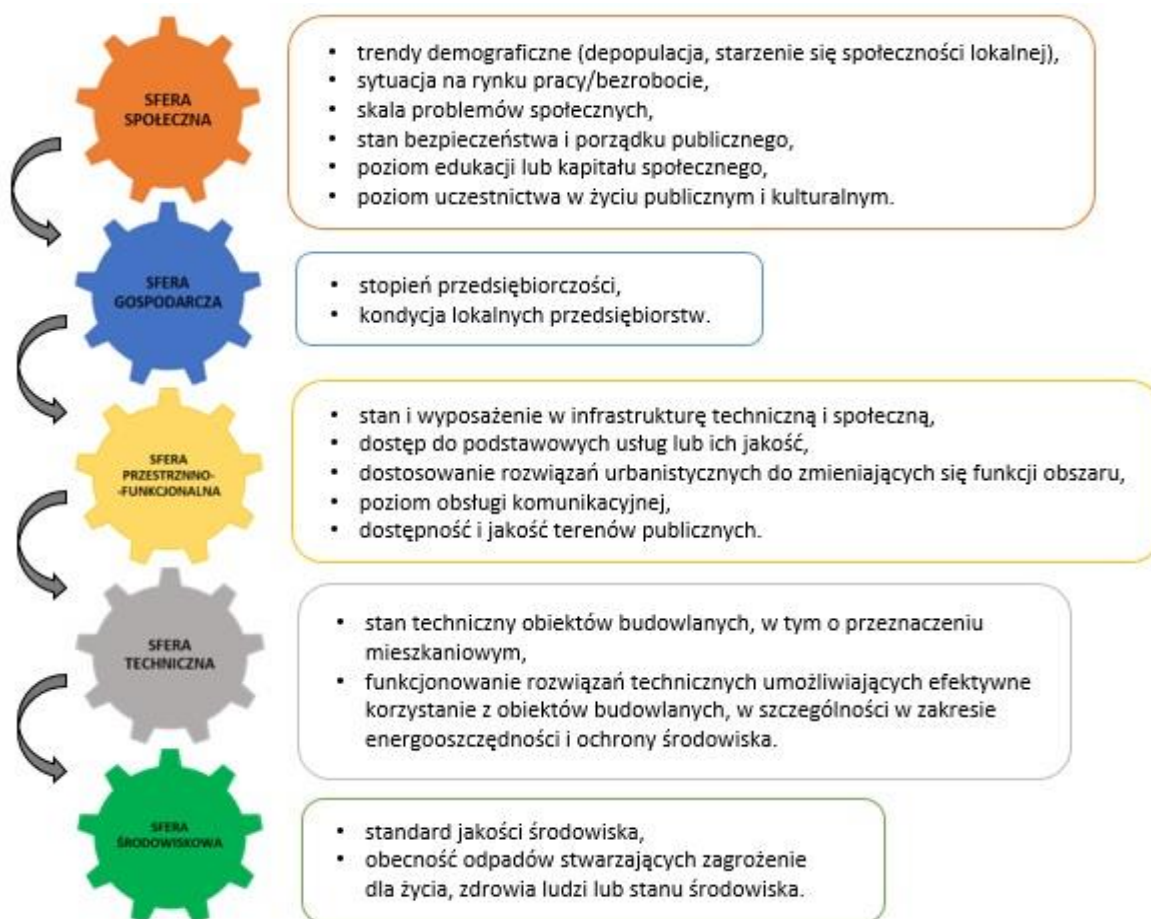 SFERA
SPOŁECZNA
• trendy demograficzne (depopulacja, starzenie się społeczności lokalnej),
• sytuacja na rynku pracy/bezrobocie,
• skala problemów społecznych,
• stan bezpieczeństwa i porządku publicznego,
• poziom edukacji lub kapitału społecznego,
• poziom uczestnictwa w życiu publicznym i kulturalnym.
SFERA
GOSPODARCZA
• stopień przedsiębiorczości,
• kondycja lokalnych przedsiębiorstw.
SFERA
PRZESTRZNNO-
-FUNKCJONALNA
• stan i wyposażenie w infrastrukturę techniczną i społeczną,
• dostęp do podstawowych usług lub ich jakość,
• dostosowanie rozwiązań urbanistycznych do zmieniających się funkcji obszaru,
• poziom obsługi komunikacyjnej,
• dostępność i jakość terenów publicznych.
SFERA
TECHNICZNA
• stan techniczny obiektów budowlanych, w tym o przeznaczeniu
mieszkaniowym,
• funkcjonowanie rozwiązań technicznych umożliwiających efektywne
korzystanie z obiektów budowlanych, w szczególności w zakresie
energooszczędności i ochrony środowiska.
SFERA
ŚRODOWISKOWA
• standard jakości środowiska,
• obecność odpadów stwarzających zagrożenie
dla życia, zdrowia ludzi lub stanu środowiska.